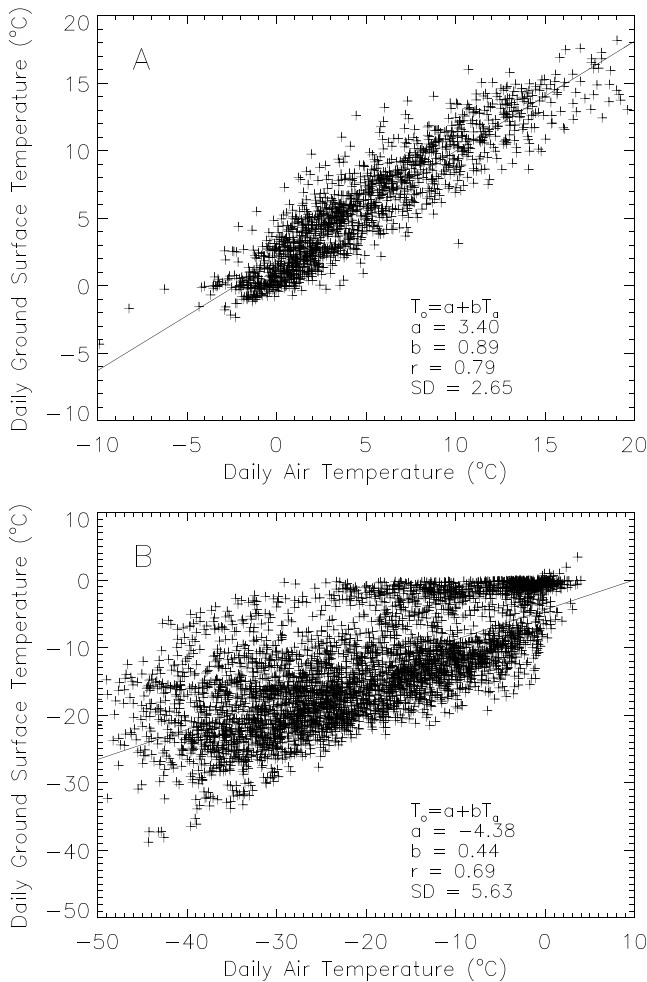 A
Daily Ground Surface Temperature (°C)
20
15
10
5
0
−5
−10
T₀=a+bTₐ
a = 3.40
b = 0.89
r = 0.79
SD = 2.65
−10 −5 0 5 10 15 20
Daily Air Temperature (°C)
B
Daily Ground Surface Temperature (°C)
10
0
−10
−20
−30
−40
−50
T₀=a+bTₐ
a = −4.38
b = 0.44
r = 0.69
SD = 5.63
−50 −40 −30 −20 −10 0 10
Daily Air Temperature (°C)